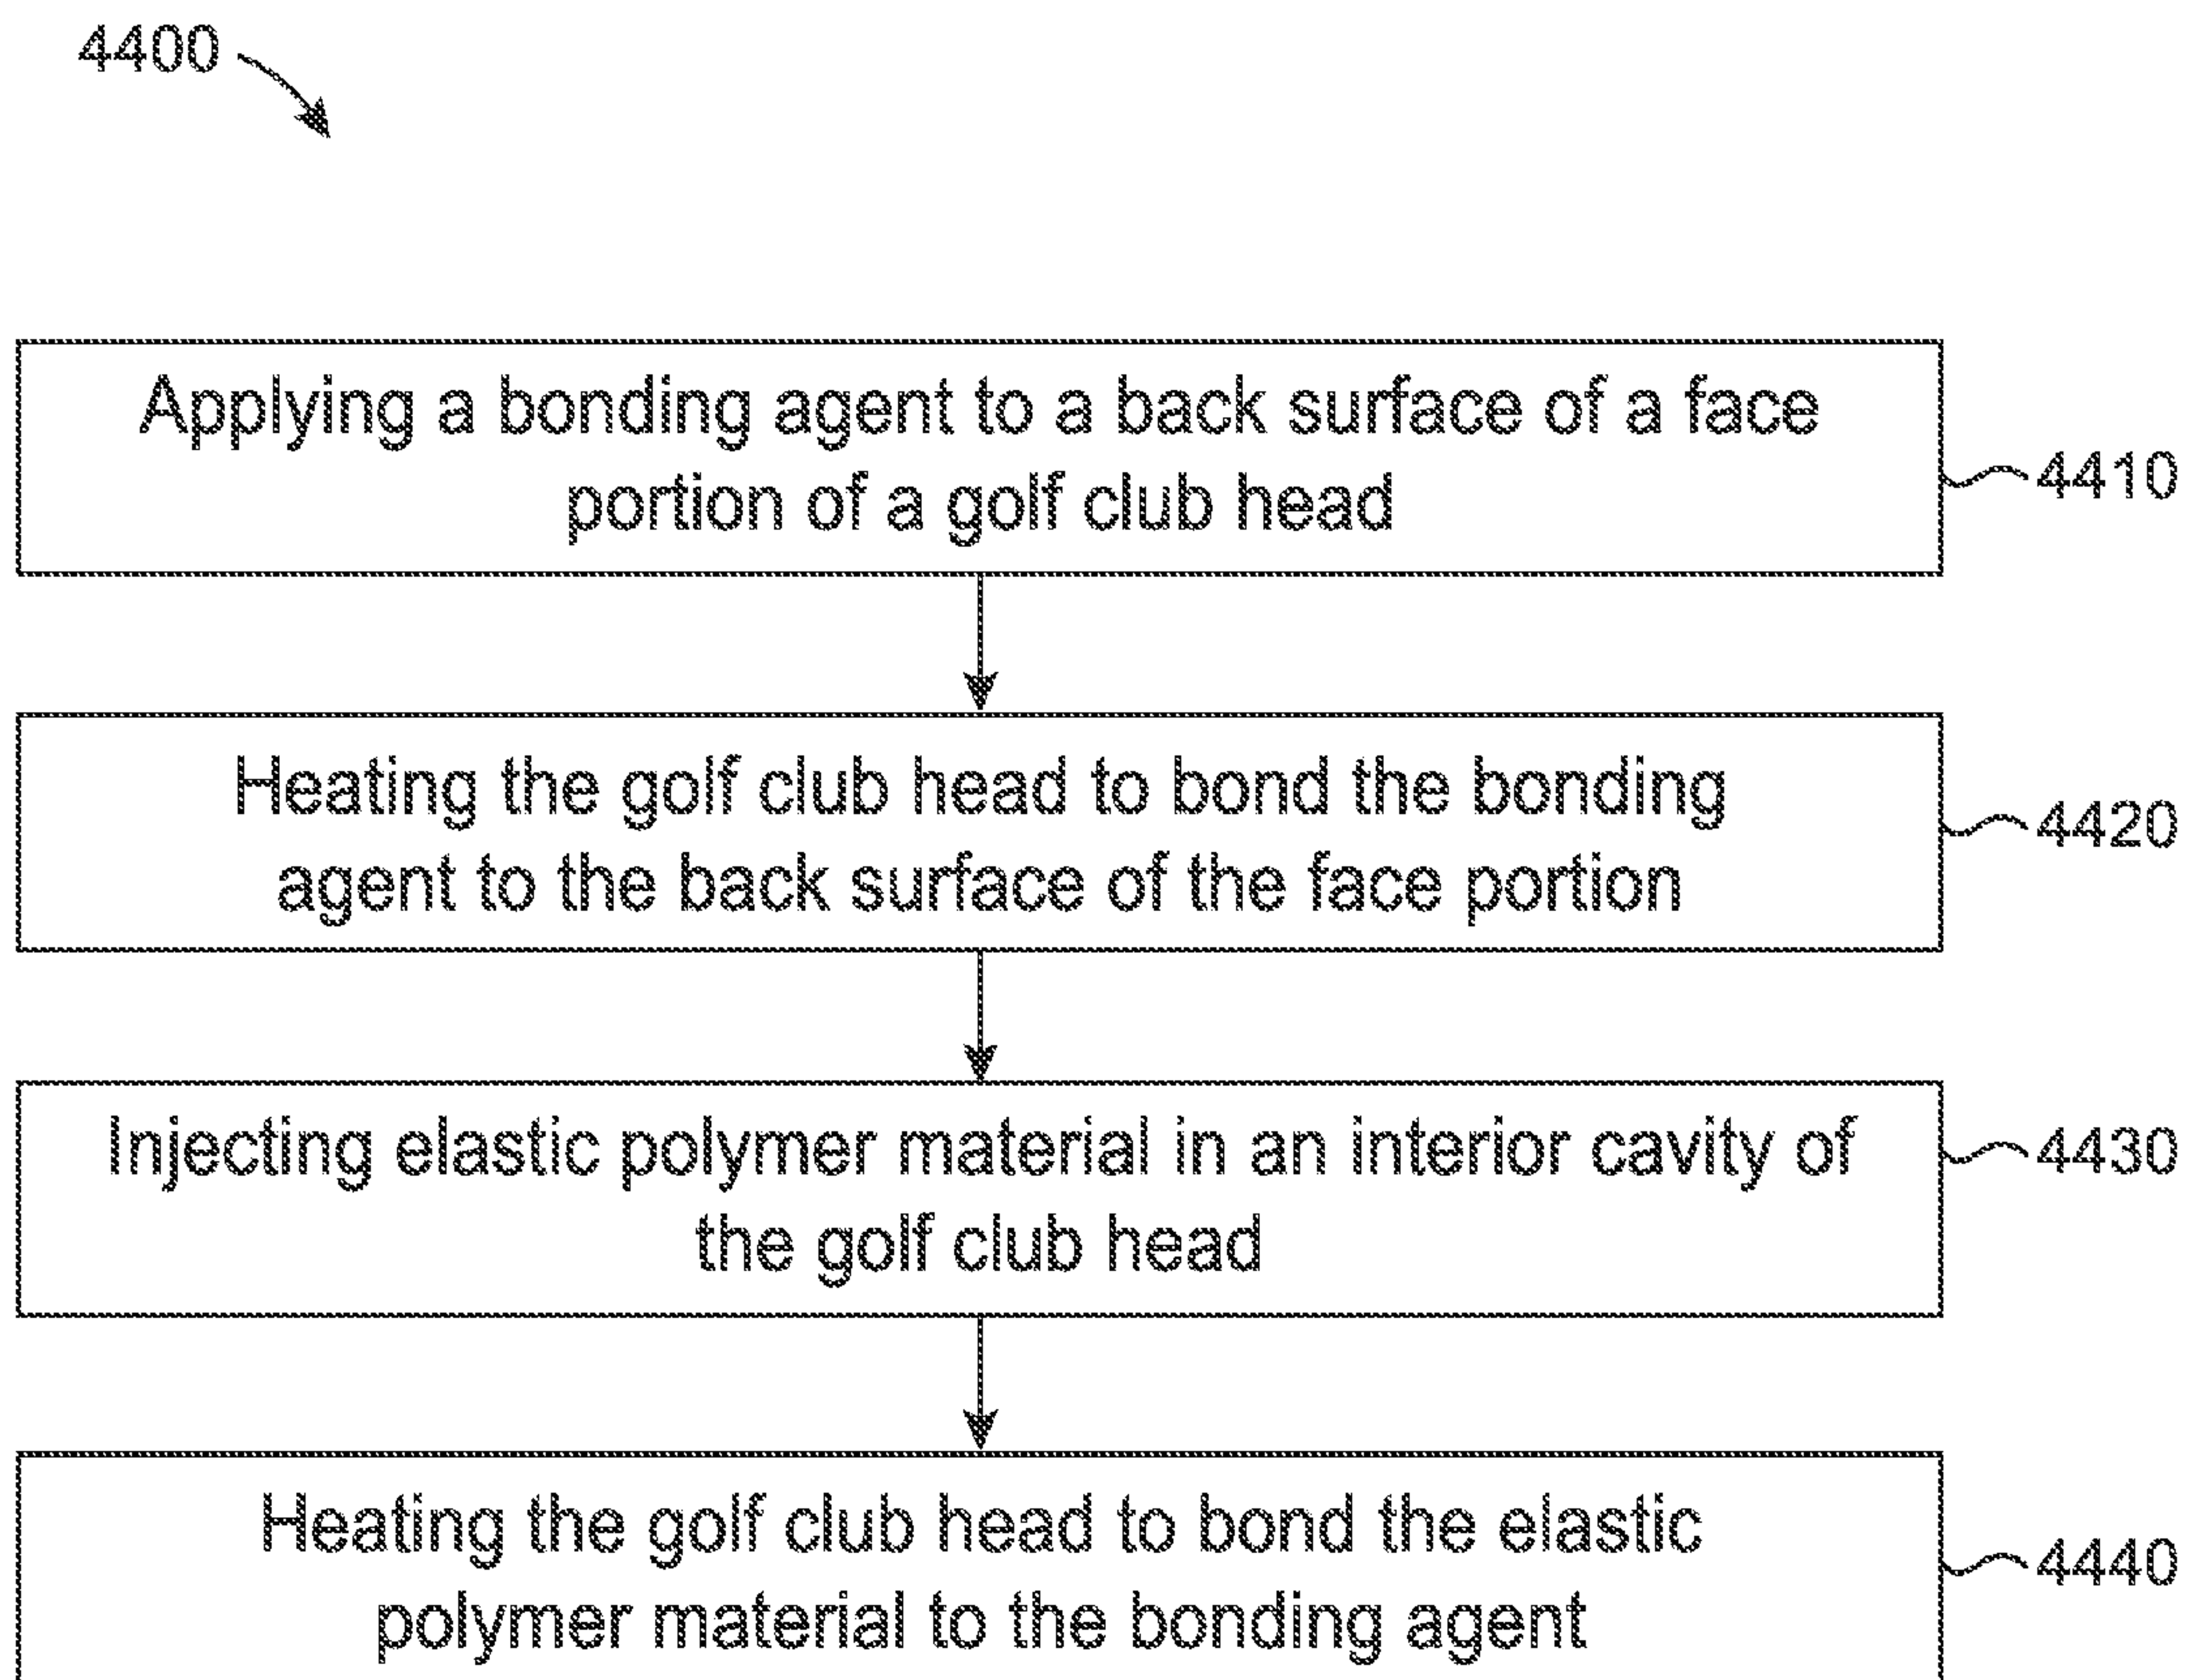 4400
Applying a bonding agent to a back surface of a face
portion of a golf club head
4410
Heating the golf club head to bond the bonding
agent to the back surface of the face portion
4420
Injecting elastic polymer material in an interior cavity of
the golf club head
4430
Heating the golf club head to bond the elastic
polymer material to the bonding agent
4440